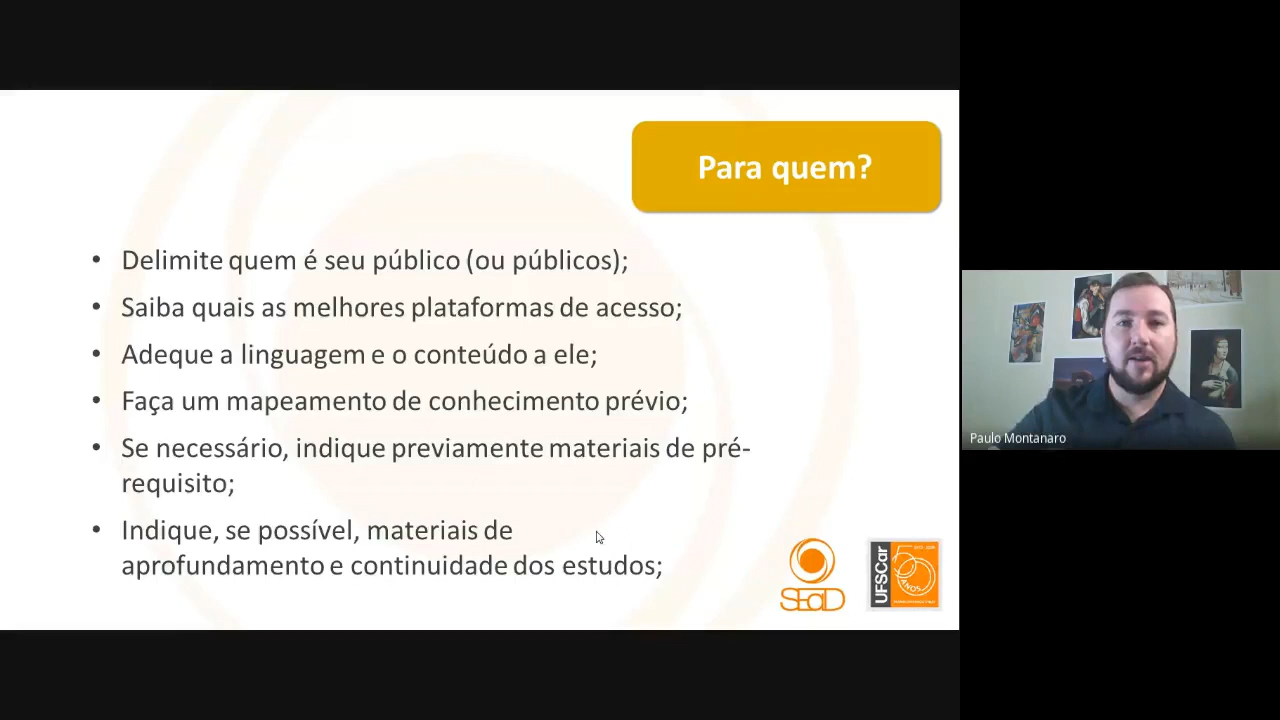 Para quem?
• Delimite quem é seu público (ou públicos);
• Saiba quais as melhores plataformas de acesso;
• Adeque a linguagem e o conteúdo a ele;
• Faça um mapeamento de conhecimento prévio;
• Se necessário, indique previamente materiais de pré-
requisito;
• Indique, se possível, materiais de
aprofundamento e continuidade dos estudos;
SEaD
UFSCar
50
ANOS
Paulo Montanaro